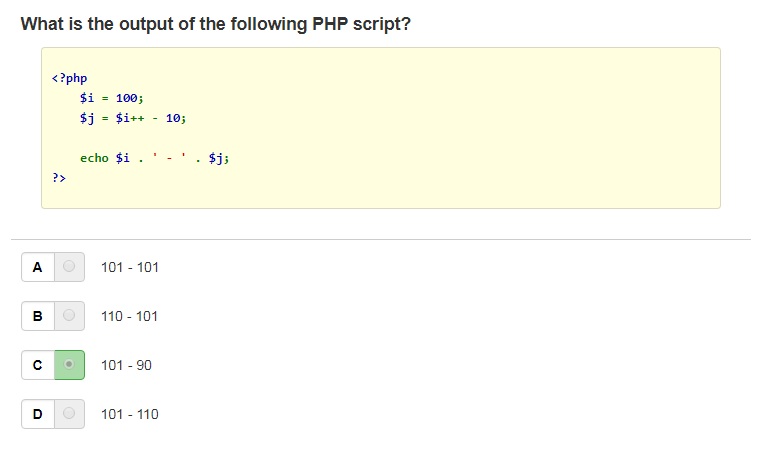 What is the output of the following PHP script?
<?php
$i = 100;
$j = $i++ - 10;
echo $i . ' - ' . $j;
?>
A 101 - 101
B 110 - 101
C 101 - 90
D 101 - 110